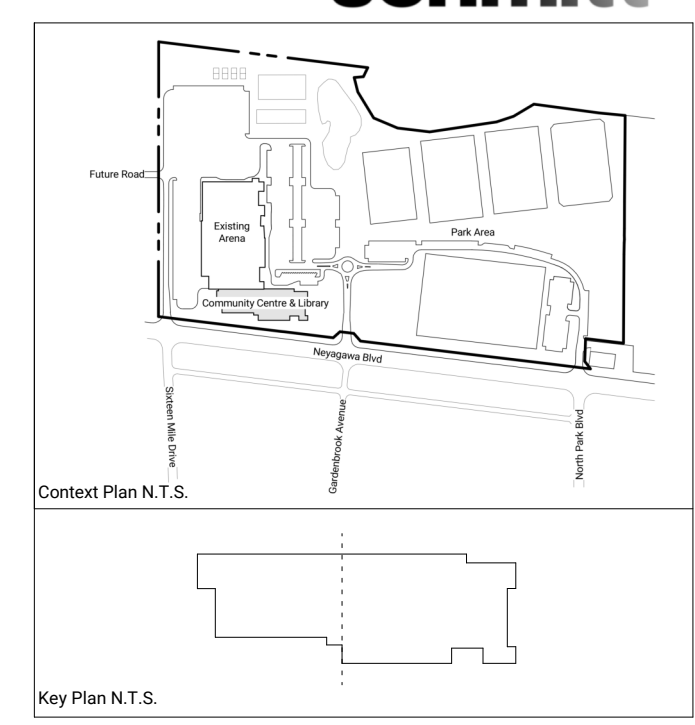 Future Road
Existing
Arena
Park Area
Community Centre & Library
Neyagawa Blvd
Sixteen Mile Drive
Gardenbrook Avenue
North Park Blvd
Context Plan N.T.S.
Key Plan N.T.S.